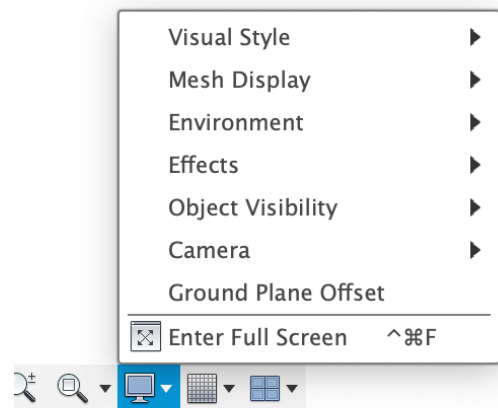 Visual Style
Mesh Display
Environment
Effects
Object Visibility
Camera
Ground Plane Offset
Enter Full Screen ^⌘F